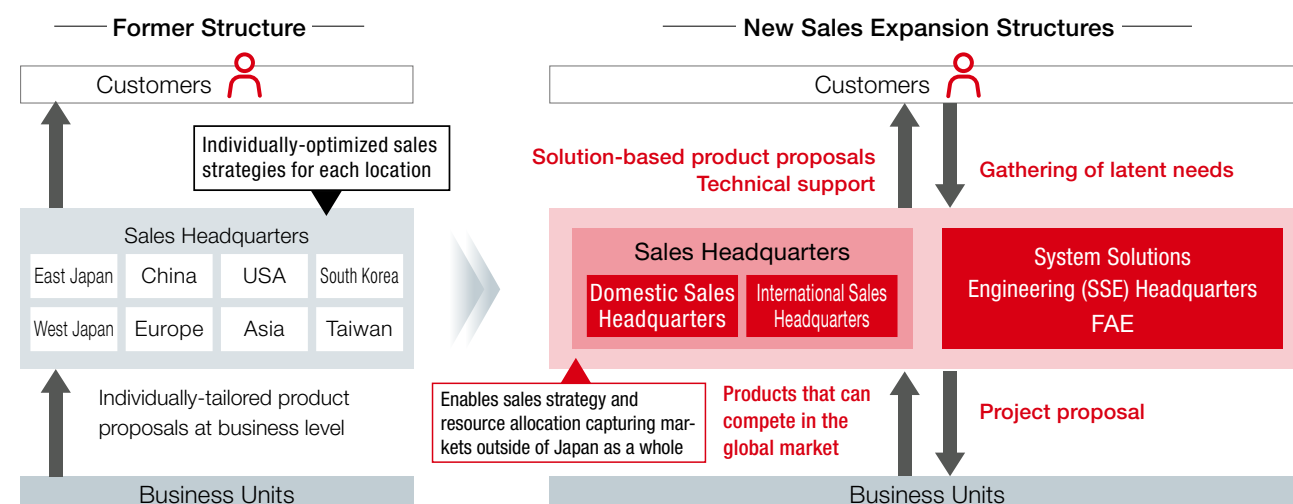 Former Structure
Customers
Individually-optimized sales
strategies for each location
Sales Headquarters
East Japan
China
USA
South Korea
West Japan
Europe
Asia
Taiwan
Individually-tailored product
proposals at business level
Business Units
New Sales Expansion Structures
Customers
Solution-based product proposals
Technical support
Gathering of latent needs
Sales Headquarters
Domestic Sales
Headquarters
International Sales
Headquarters
System Solutions
Engineering (SSE) Headquarters
FAE
Enables sales strategy and
resource allocation capturing mar-
kets outside of Japan as a whole
Products that can
compete in the
global market
Project proposal
Business Units